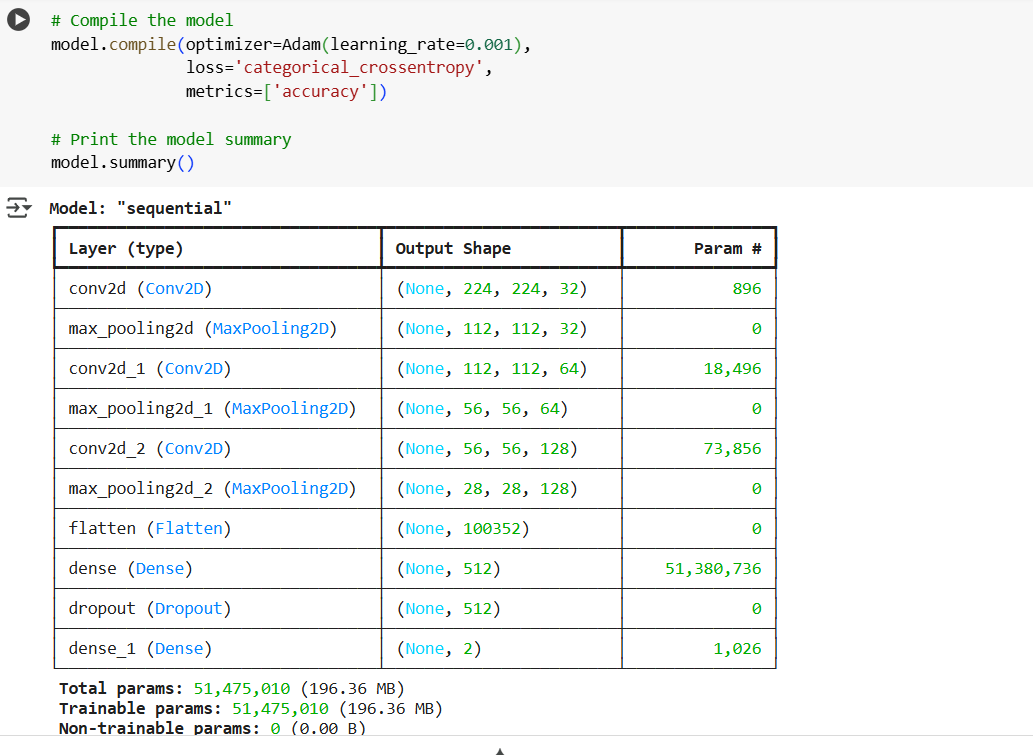 # Compile the model
model.compile(optimizer=Adam(learning_rate=0.001),
loss='categorical_crossentropy',
metrics=['accuracy'])
# Print the model summary
model.summary()
Model: "sequential"
Layer (type) Output Shape Param #
conv2d (Conv2D) (None, 224, 224, 32) 896
max_pooling2d (MaxPooling2D) (None, 112, 112, 32) 0
conv2d_1 (Conv2D) (None, 112, 112, 64) 18,496
max_pooling2d_1 (MaxPooling2D) (None, 56, 56, 64) 0
conv2d_2 (Conv2D) (None, 56, 56, 128) 73,856
max_pooling2d_2 (MaxPooling2D) (None, 28, 28, 128) 0
flatten (Flatten) (None, 100352) 0
dense (Dense) (None, 512) 51,380,736
dropout (Dropout) (None, 512) 0
dense_1 (Dense) (None, 2) 1,026
Total params: 51,475,010 (196.36 MB)
Trainable params: 51,475,010 (196.36 MB)
Non-trainable params: 0 (0.00 B)